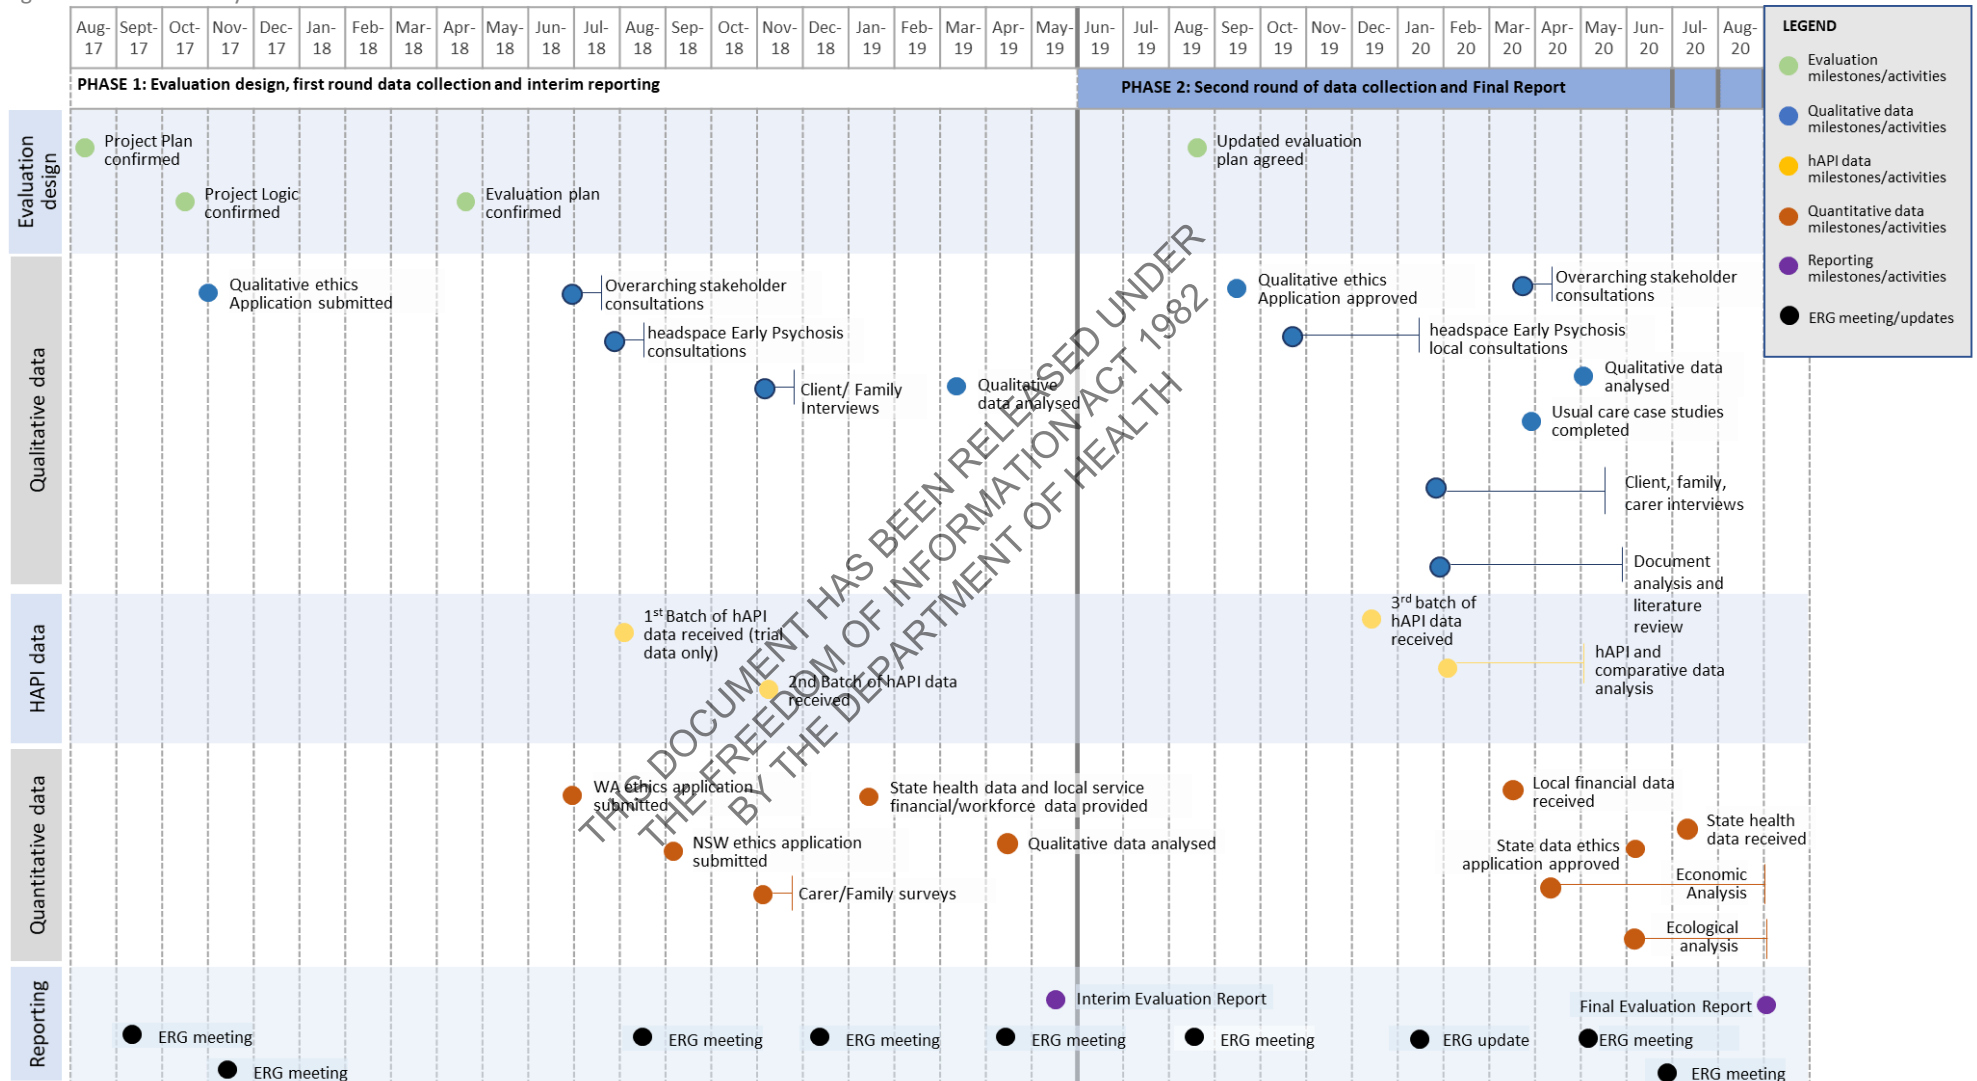 Aug-
17
Sept-
17
Oct-
17
Nov-
17
Dec-
17
Jan-
18
Feb-
18
Mar-
18
Apr-
18
May-
18
Jun-
18
Jul-
18
Aug-
18
Sep-
18
Oct-
18
Nov-
18
Dec-
18
Jan-
19
Feb-
19
Mar-
19
Apr-
19
May-
19
Jun-
19
Jul-
19
Aug-
19
Sep-
19
Oct-
19
Nov-
19
Dec-
19
Jan-
20
Feb-
20
Mar-
20
Apr-
20
May-
20
Jun-
20
Jul-
20
Aug-
20
LEGEND
Evaluation
milestones/activities
Qualitative data
milestones/activities
hAPI data
milestones/activities
Quantitative data
milestones/activities
Reporting
milestones/activities
ERG meeting/updates
PHASE 1: Evaluation design, first round data collection and interim reporting
PHASE 2: Second round of data collection and Final Report
Evaluation
design
Project Plan
confirmed
Project Logic
confirmed
Evaluation plan
confirmed
Updated evaluation
plan agreed
Qualitative data
Qualitative ethics
Application submitted
Overarching stakeholder
consultations
headspace Early Psychosis
consultations
Client/ Family
Interviews
Qualitative
data analysed
Qualitative ethics
Application approved
Overarching stakeholder
consultations
headspace Early Psychosis
local consultations
Qualitative data
analysed
Usual care case studies
completed
Client, family,
carer interviews
Document
analysis and
literature
review
HAPI data
1st Batch of hAPI
data received (trial
data only)
2nd Batch of hAPI data
received
3rd batch of
hAPI data
received
hAPI and
comparative data
analysis
Quantitative data
WA ethics application
submitted
State health data and local service
financial/workforce data provided
NSW ethics application
submitted
Qualitative data analysed
Carer/Family surveys
Local financial data
received
State health
data received
State data ethics
application approved
Economic
Analysis
Ecological
analysis
Reporting
Interim Evaluation Report
Final Evaluation Report
ERG meeting
ERG meeting
ERG meeting
ERG meeting
ERG meeting
ERG meeting
ERG update
ERG meeting
ERG meeting
THIS DOCUMENT HAS BEEN RELEASED UNDER
THE FREEDOM OF INFORMATION ACT 1982
BY THE DEPARTMENT OF HEALTH